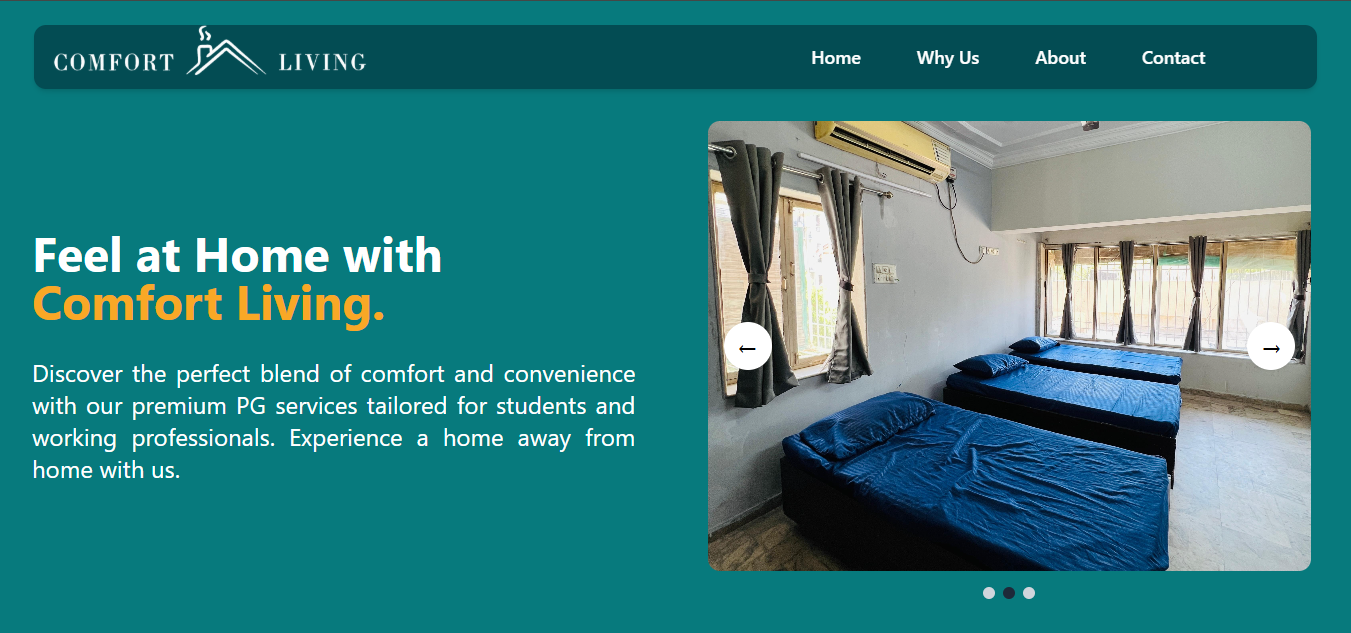 COMFORT LIVING
Home Why Us About Contact
Feel at Home with
Comfort Living.
Discover the perfect blend of comfort and convenience
with our premium PG services tailored for students and
working professionals. Experience a home away from
home with us.
← →